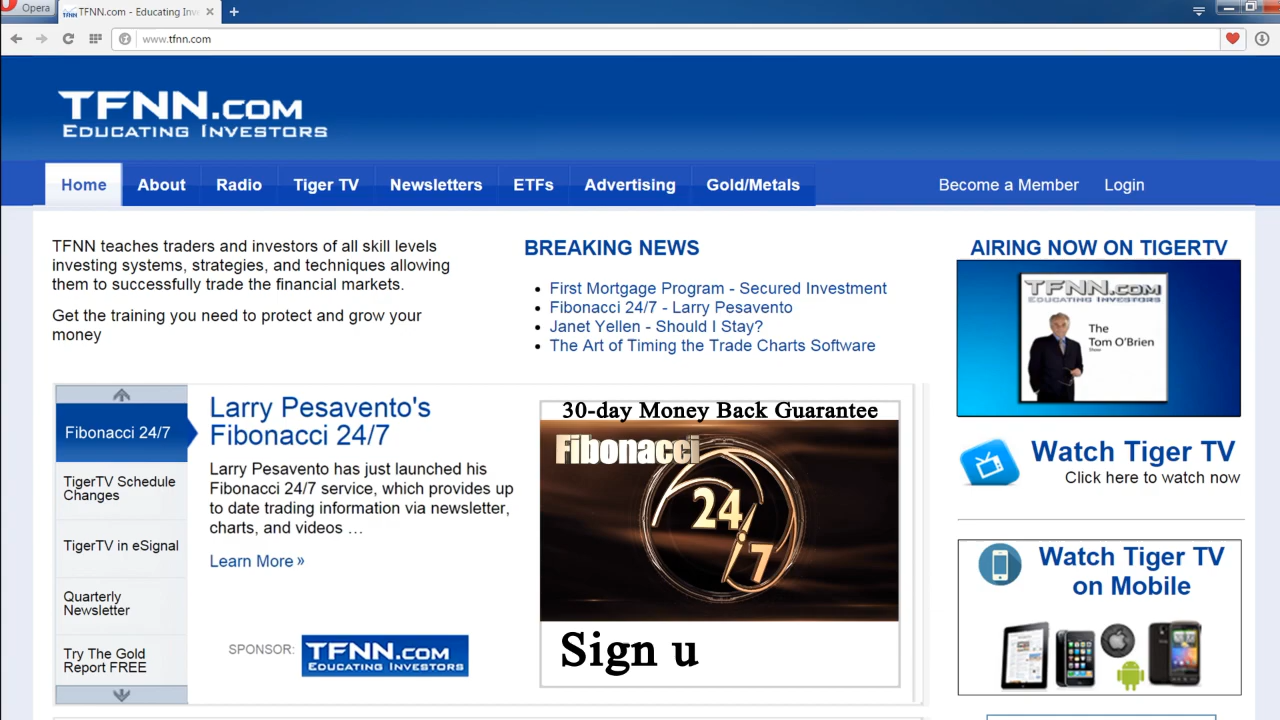 Opera
TFNN.com - Educating Inv
www.tfnn.com
TFNN.COM
EDUCATING INVESTORS
Home
About
Radio
Tiger TV
Newsletters
ETFs
Advertising
Gold/Metals
Become a Member
Login
TFNN teaches traders and investors of all skill levels
investing systems, strategies, and techniques allowing
them to successfully trade the financial markets.
Get the training you need to protect and grow your
money
BREAKING NEWS
First Mortgage Program - Secured Investment
Fibonacci 24/7 - Larry Pesavento
Janet Yellen - Should I Stay?
The Art of Timing the Trade Charts Software
AIRING NOW ON TIGERTV
TFNN.COM
EDUCATING INVESTORS
The
Tom O'Brien
Show
Watch Tiger TV
Click here to watch now
Watch Tiger TV
on Mobile
Fibonacci 24/7
TigerTV Schedule
Changes
TigerTV in eSignal
Quarterly
Newsletter
Try The Gold
Report FREE
Larry Pesavento's
Fibonacci 24/7
Larry Pesavento has just launched his
Fibonacci 24/7 service, which provides up
to date trading information via newsletter,
charts, and videos …
Learn More »
SPONSOR:
TFNN.COM
EDUCATING INVESTORS
30-day Money Back Guarantee
Fibonacci
24
7
Sign u